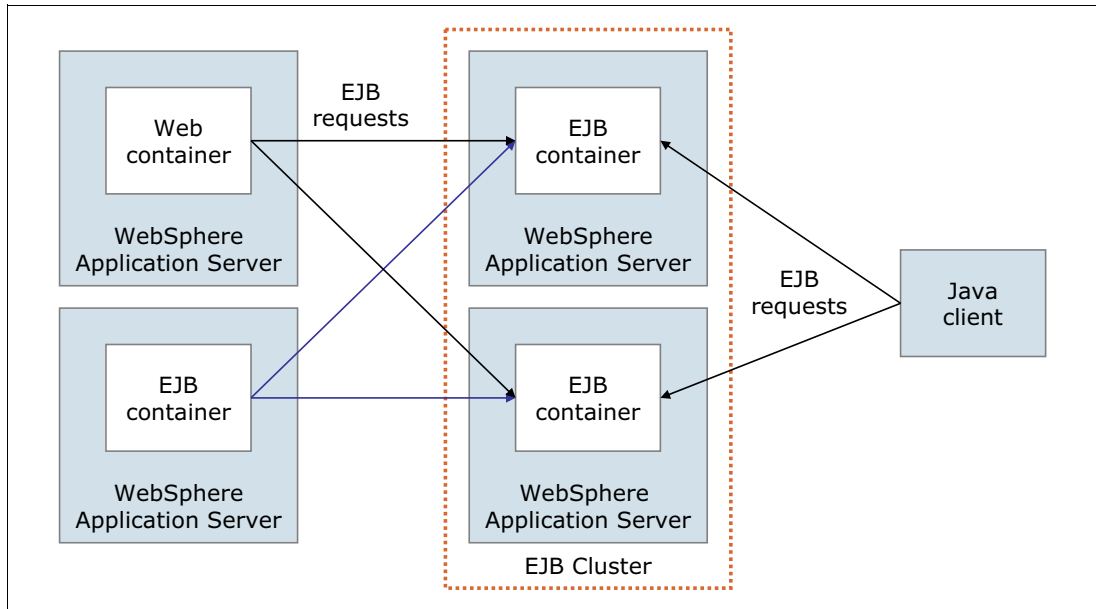 Web
container
WebSphere
Application Server
EJB
requests
EJB
container
WebSphere
Application Server
EJB
container
WebSphere
Application Server
EJB
container
WebSphere
Application Server
EJB Cluster
EJB
requests
Java
client